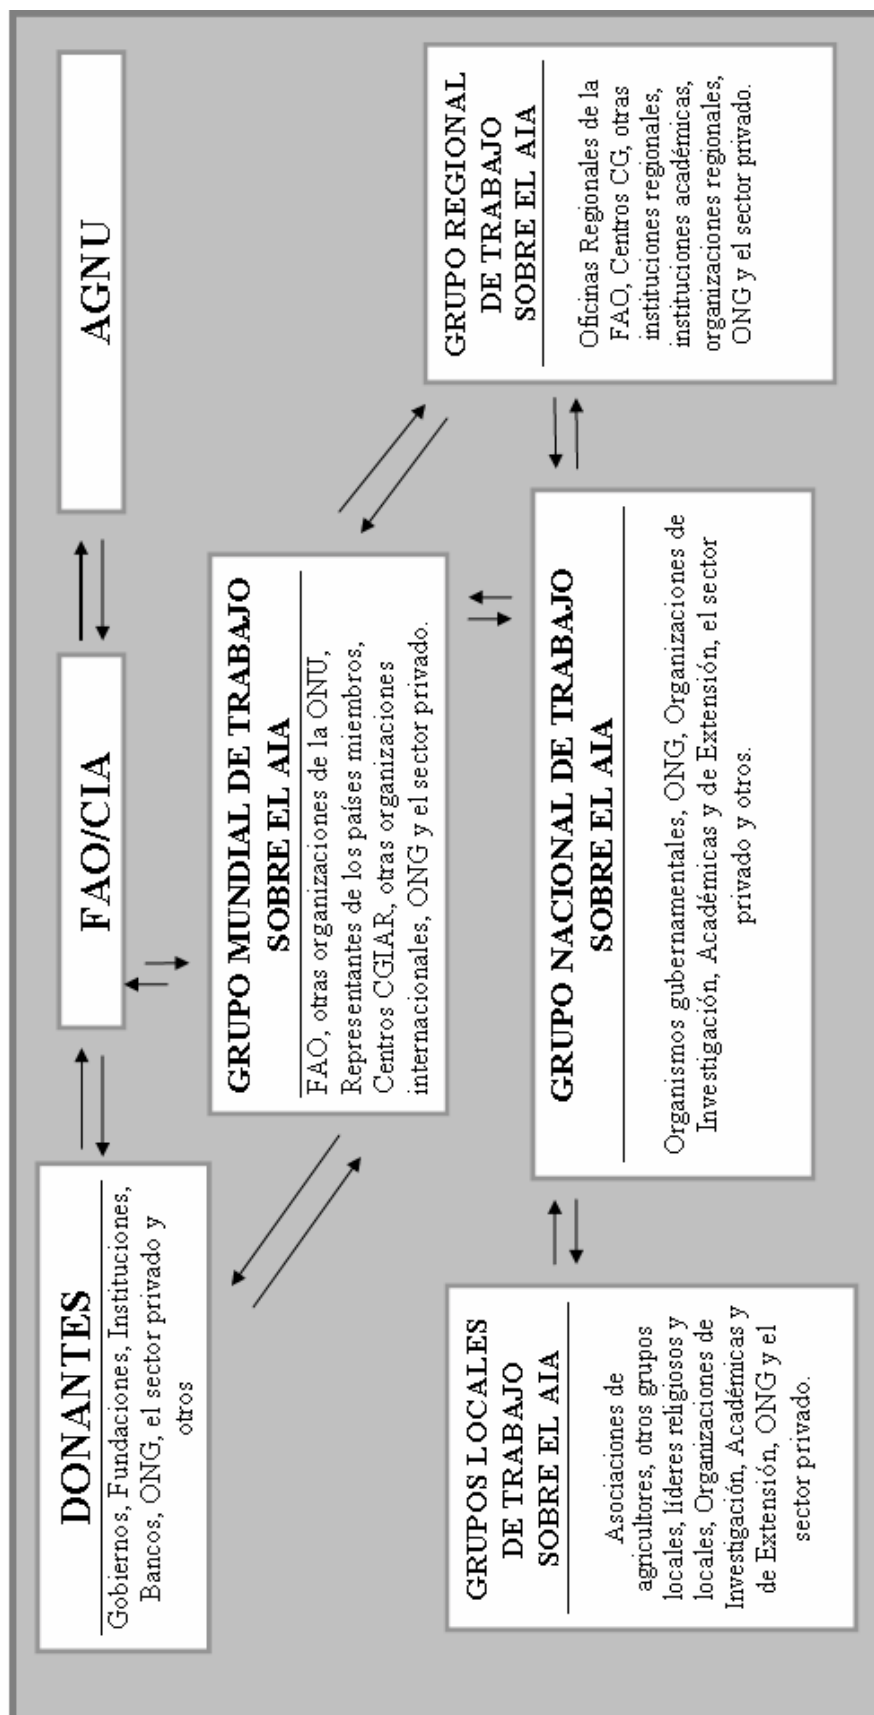 DONANTES
Gobiernos, Fundaciones, Instituciones,
Bancos, ONG, el sector privado y
otros
FAO/CIA
AGNU
GRUPO MUNDIAL DE TRABAJO
SOBRE EL AIA
FAO, otras organizaciones de la ONU,
Representantes de los países miembros,
Centros CGIAR, otras organizaciones
internacionales, ONG y el sector privado.
GRUPOS LOCALES
DE TRABAJO
SOBRE EL AIA
Asociaciones de
agricultores, otros grupos
locales, líderes religiosos y
locales, Organizaciones de
Investigación, Académicas y
de Extensión, ONG y el
sector privado.
GRUPO NACIONAL DE TRABAJO
SOBRE EL AIA
Organismos gubernamentales, ONG, Organizaciones de
Investigación, Académicas y de Extensión, el sector
privado y otros.
GRUPO REGIONAL
DE TRABAJO
SOBRE EL AIA
Oficinas Regionales de la
FAO, Centros CG, otras
instituciones regionales,
instituciones académicas,
organizaciones regionales,
ONG y el sector privado.